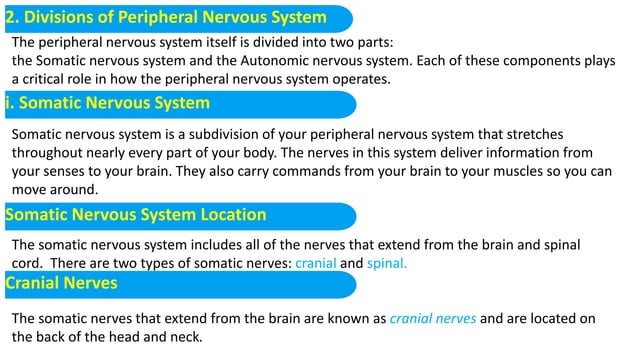 2. Divisions of Peripheral Nervous System
The peripheral nervous system itself is divided into two parts:
the Somatic nervous system and the Autonomic nervous system. Each of these components plays
a critical role in how the peripheral nervous system operates.
i. Somatic Nervous System
Somatic nervous system is a subdivision of your peripheral nervous system that stretches
throughout nearly every part of your body. The nerves in this system deliver information from
your senses to your brain. They also carry commands from your brain to your muscles so you can
move around.
Somatic Nervous System Location
The somatic nervous system includes all of the nerves that extend from the brain and spinal
cord. There are two types of somatic nerves: cranial and spinal.
Cranial Nerves
The somatic nerves that extend from the brain are known as cranial nerves and are located on
the back of the head and neck.